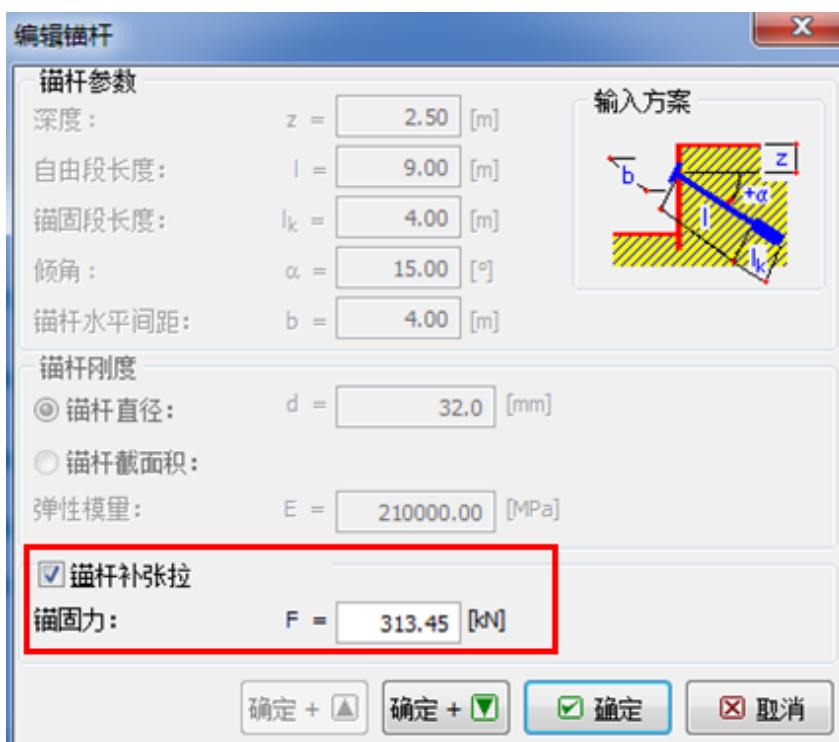 编辑锚杆
锚杆参数
输入方案
深度: z = 2.50 [m]
自由段长度: l = 9.00 [m]
锚固段长度: lk = 4.00 [m]
倾角: α = 15.00 [°]
锚杆水平间距: b = 4.00 [m]
b z +α l lk
锚杆刚度
锚杆直径: d = 32.0 [mm]
锚杆截面积:
弹性模量: E = 210000.00 [MPa]
锚杆补张拉
锚固力: F = 313.45 [kN]
确定 + 确定 + 确定 取消